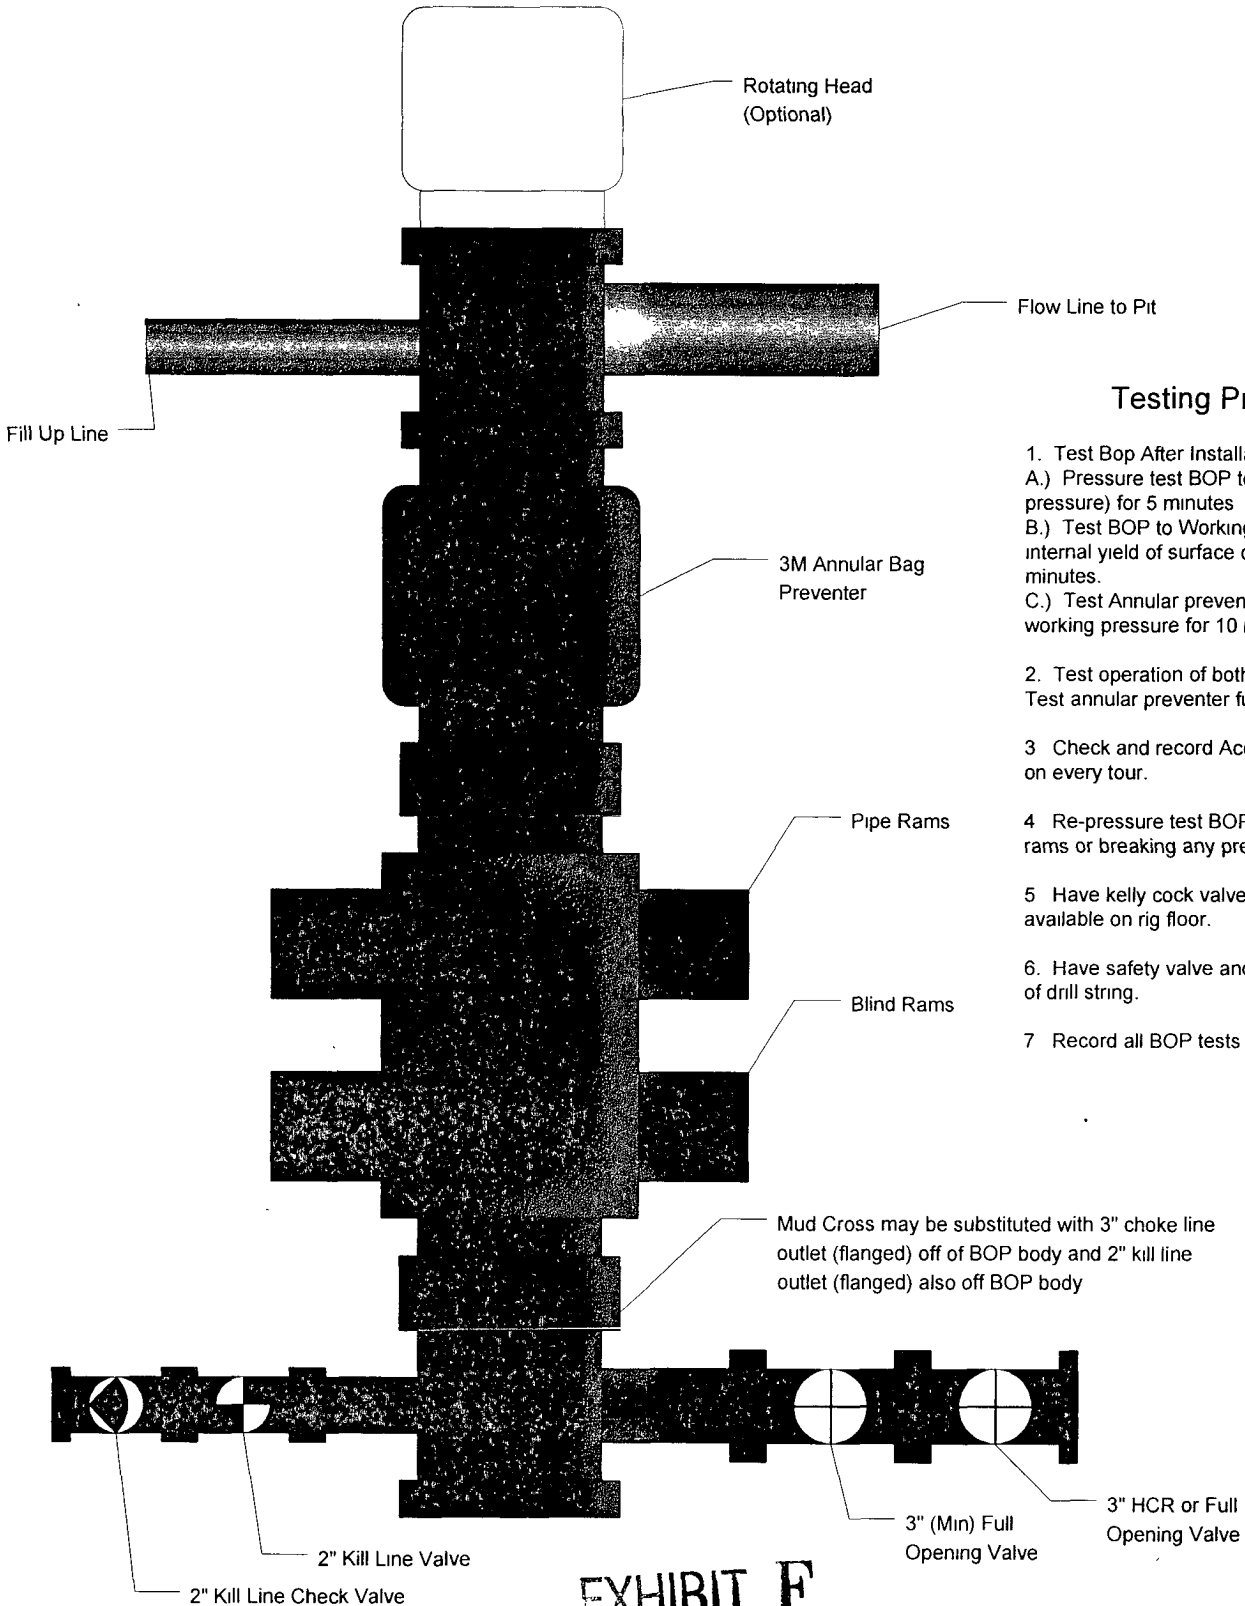 Rotating Head
(Optional)
Flow Line to Pit
Fill Up Line
Testing
1. Test Bop After
A.) Pressure test BOP
pressure) for 5 minutes
B.) Test BOP to
internal yield of surface
minutes.
C.) Test Annular
working pressure for 10
2. Test operation of both
Test annular preventer
3 Check and record
on every tour.
4 Re-pressure test BOP
rams or breaking any
5 Have kelly cock valve
available on rig floor.
6. Have safety valve and
of drill string.
7 Record all BOP tests
3M Annular Bag
Preventer
Pipe Rams
Blind Rams
Mud Cross may be substituted with 3" choke line
outlet (flanged) off of BOP body and 2" kill line
outlet (flanged) also off BOP body
3" HCR or Full
Opening Valve
3" (Min) Full
Opening Valve
2" Kill Line Valve
2" Kill Line Check Valve
EXHIBIT F